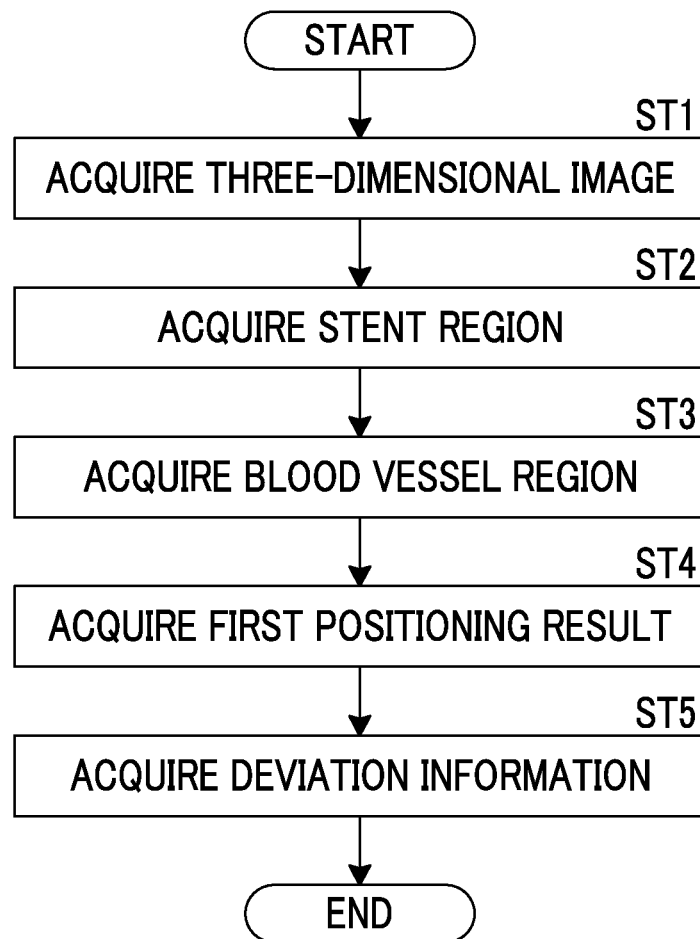 START
ST1
ACQUIRE THREE-DIMENSIONAL IMAGE
ST2
ACQUIRE STENT REGION
ST3
ACQUIRE BLOOD VESSEL REGION
ST4
ACQUIRE FIRST POSITIONING RESULT
ST5
ACQUIRE DEVIATION INFORMATION
END